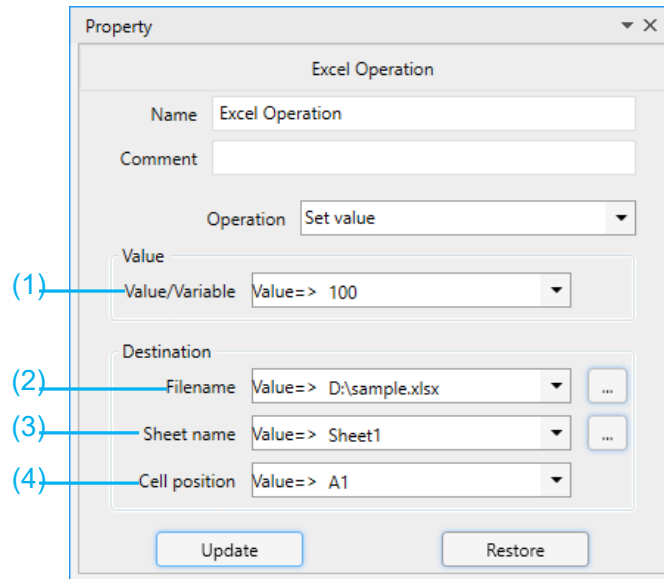 Property
Excel Operation
Name Excel Operation
Comment
Operation Set value
Value
(1) Value/Variable Value=> 100
Destination
(2) Filename Value=> D:\sample.xlsx ...
(3) Sheet name Value=> Sheet1 ...
(4) Cell position Value=> A1
Update Restore